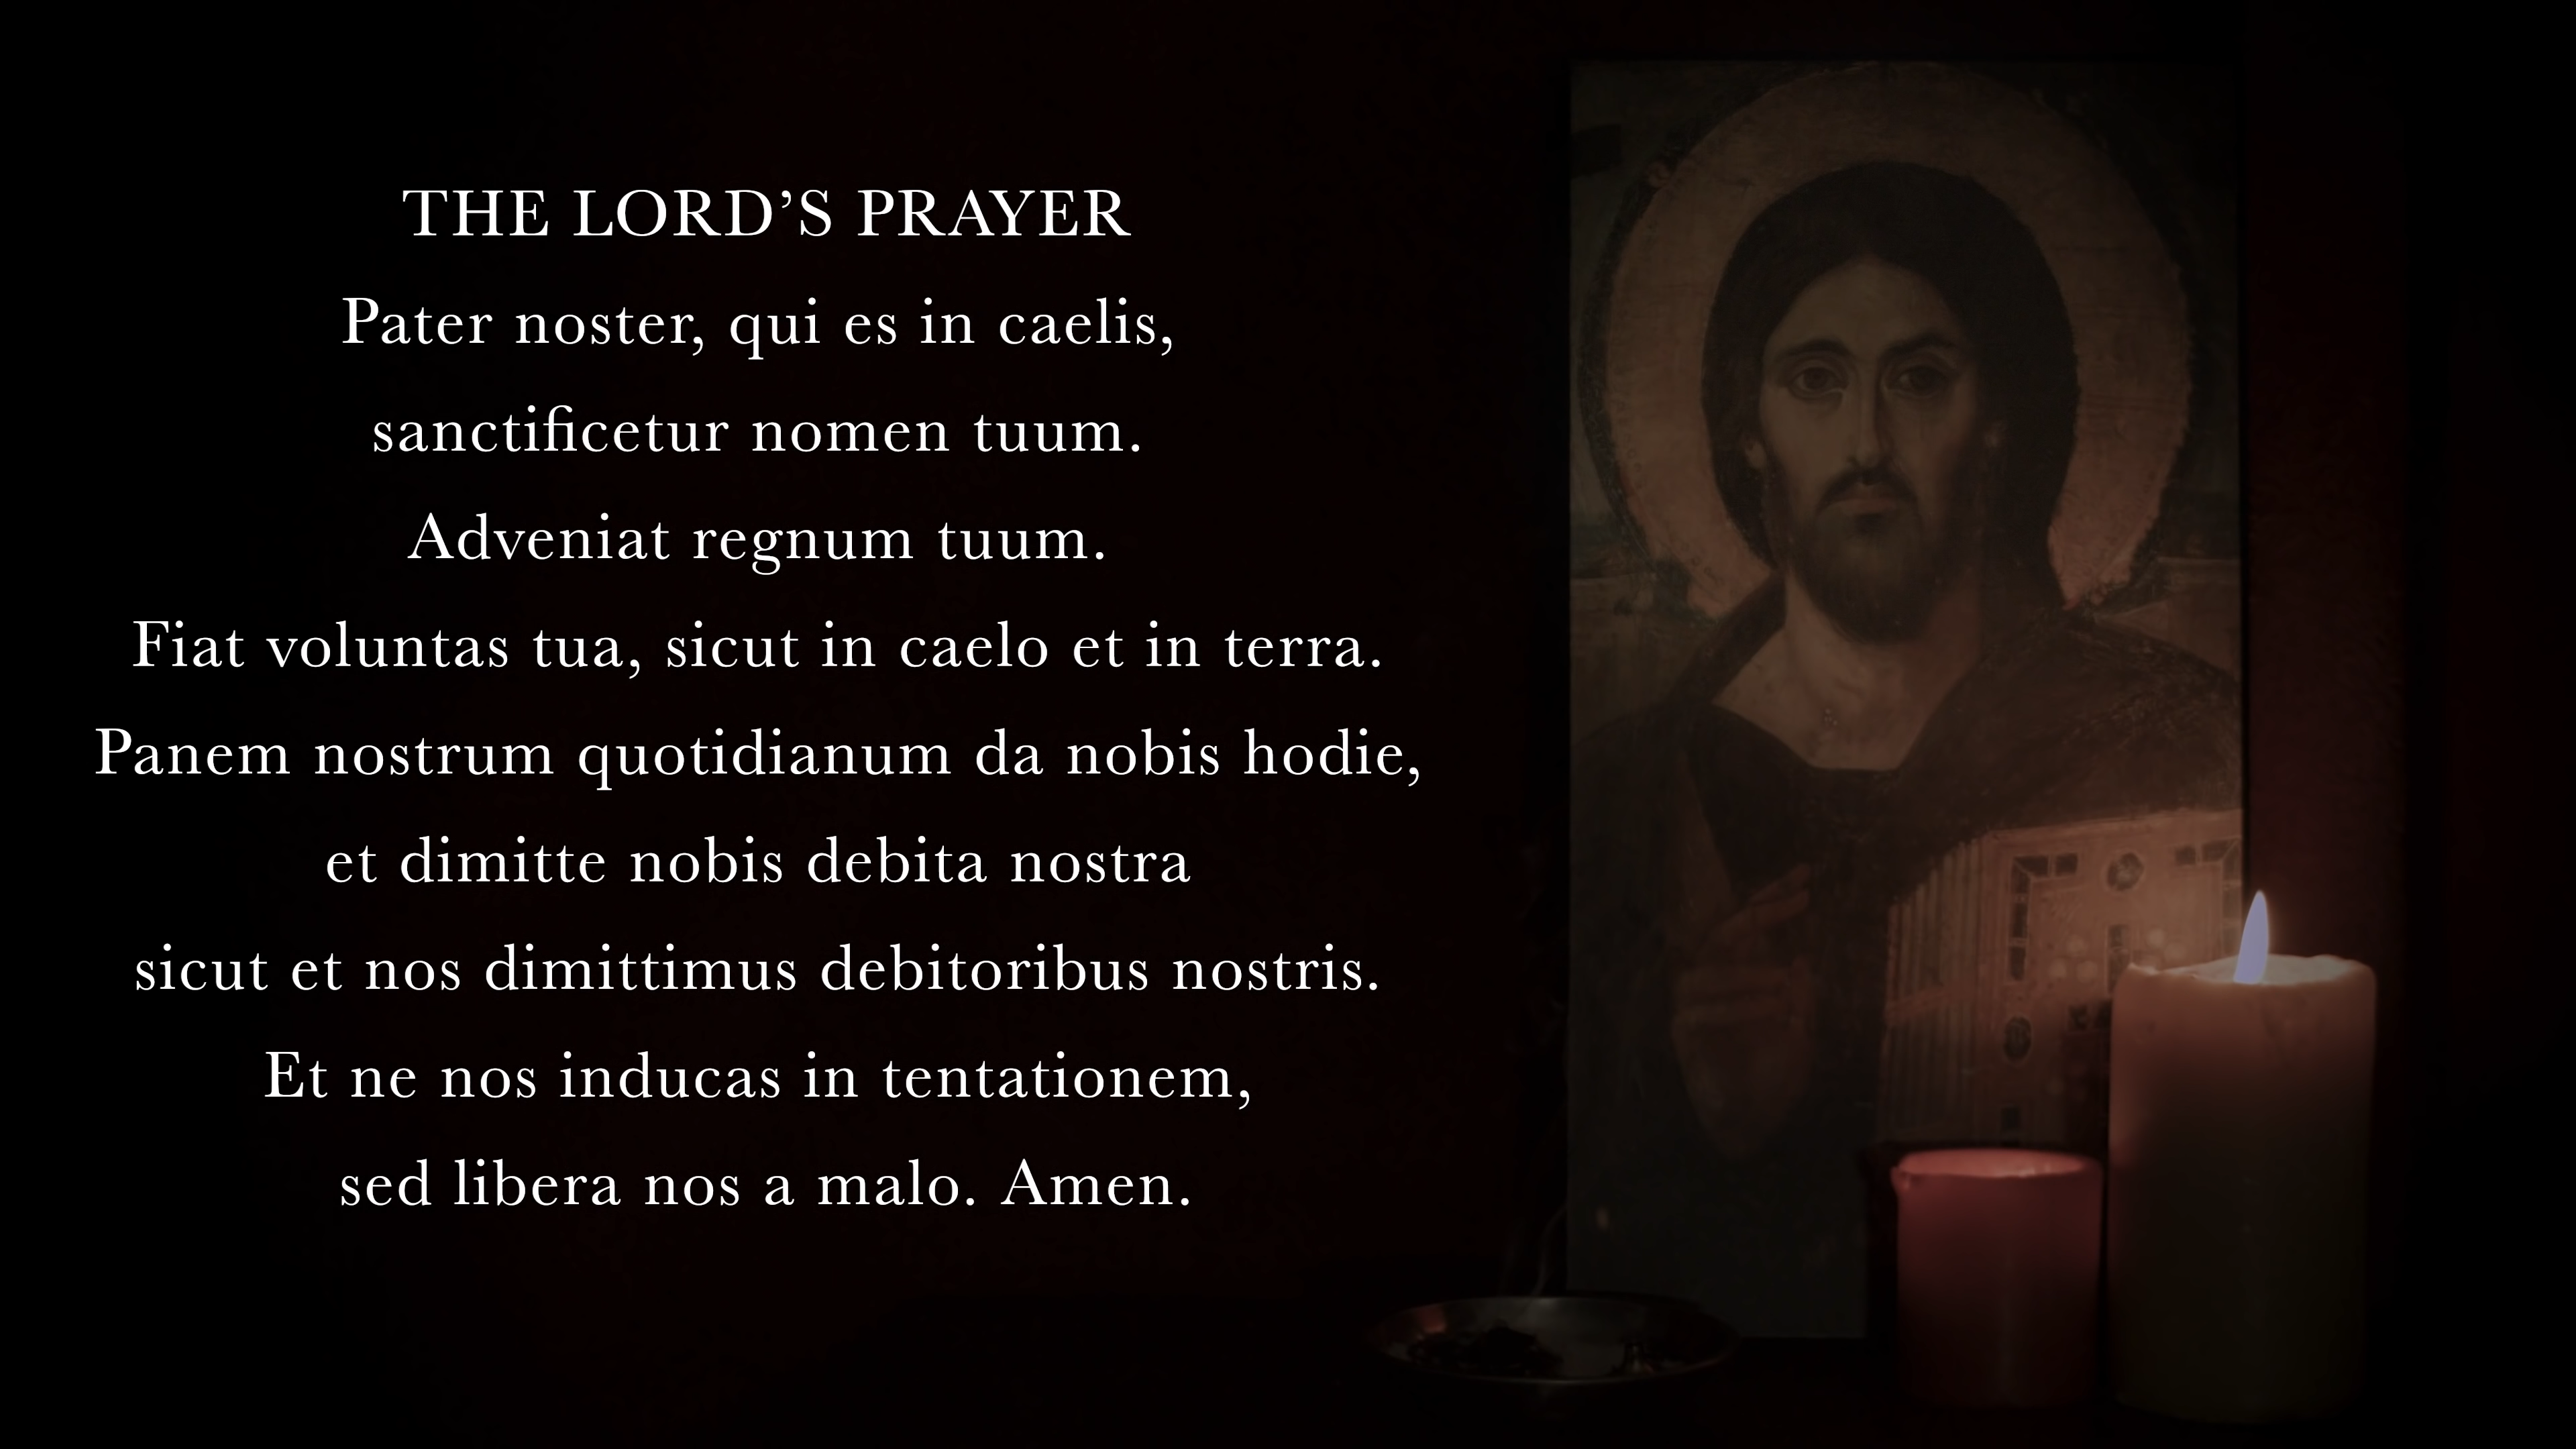 THE LORD’S PRAYER
Pater noster, qui es in caelis,
sanctificetur nomen tuum.
Adveniat regnum tuum.
Fiat voluntas tua, sicut in caelo et in terra.
Panem nostrum quotidianum da nobis hodie,
et dimitte nobis debita nostra
sicut et nos dimittimus debitoribus nostris.
Et ne nos inducas in tentationem,
sed libera nos a malo. Amen.